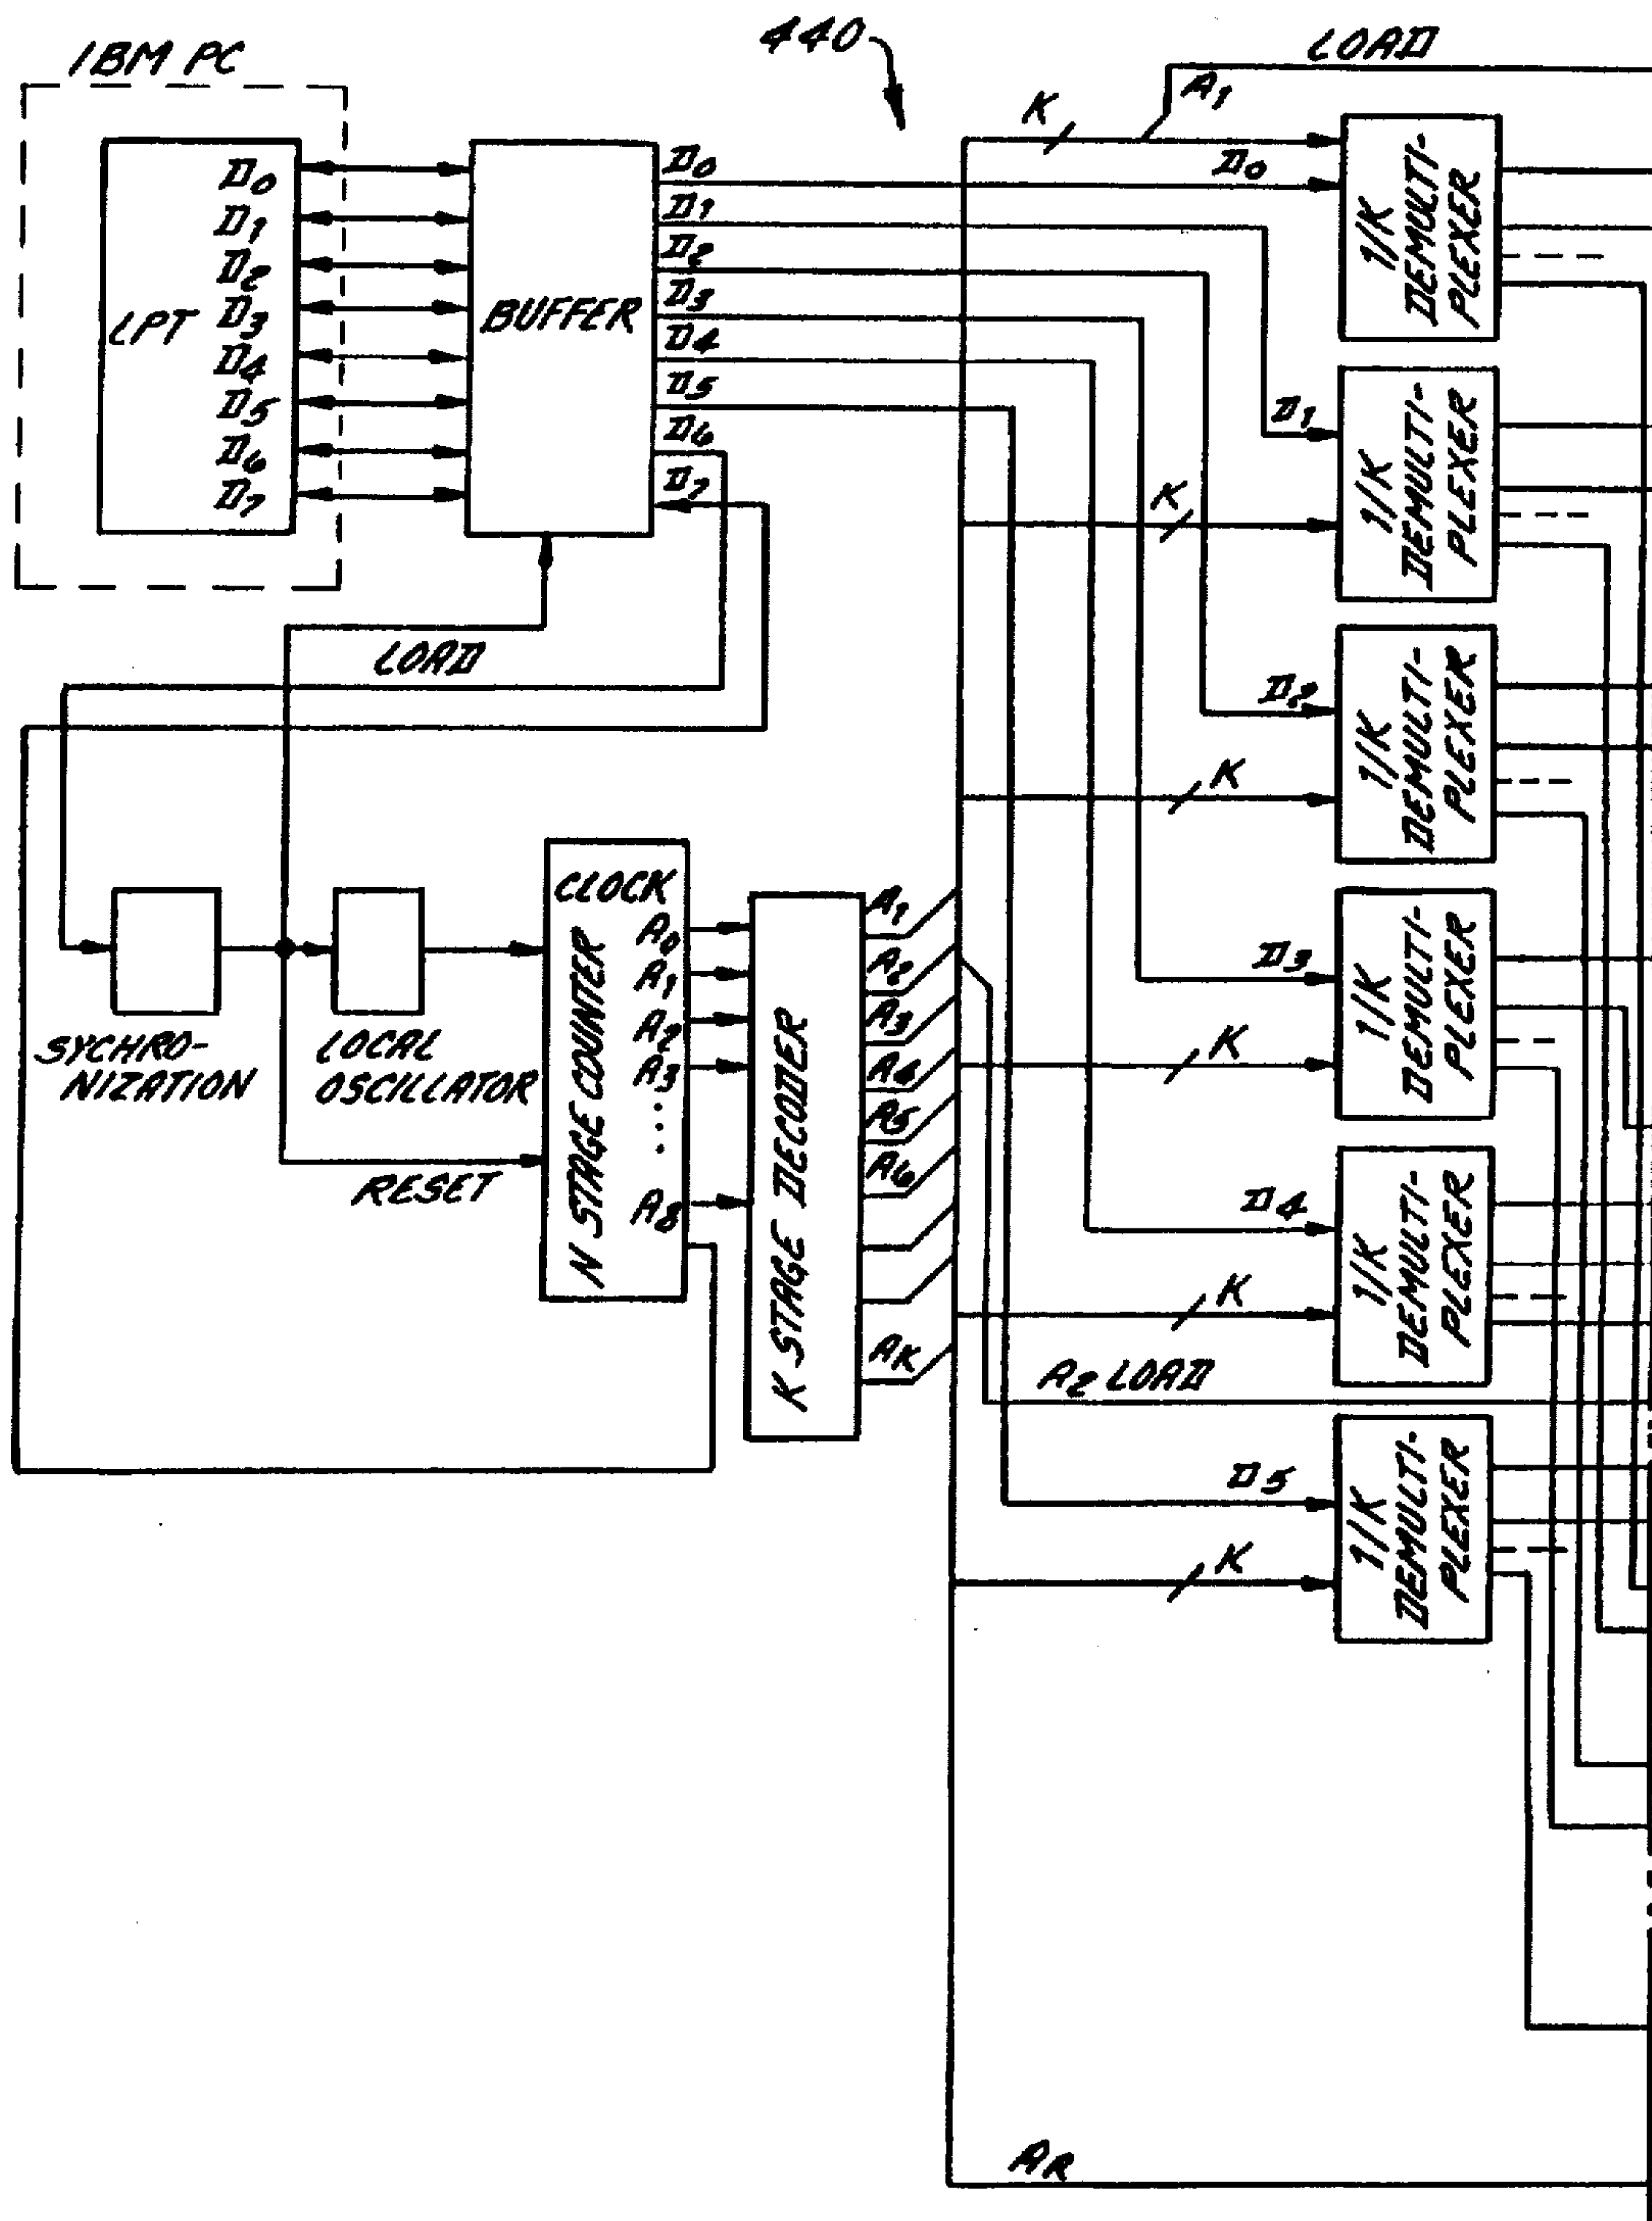 IBM PC
440
LOAD
K
A1
LPT
D0
D1
D2
D3
D4
D5
D6
D7
BUFFER
D0
D1
D2
D3
D4
D5
D6
D7
D0
1/K
DEMULTI-
PLEXER
D1
K
1/K
DEMULTI-
PLEXER
LOAD
D2
K
1/K
DEMULTI-
PLEXER
SYCHRO-
NIZATION
LOCAL
OSCILLATOR
RESET
CLOCK
N STAGE COUNTER
A0
A1
A2
A3
A8
K STAGE DECODER
A1
A2
A3
A4
A5
A6
AK
D3
K
1/K
DEMULTI-
PLEXER
D4
K
1/K
DEMULTI-
PLEXER
A2 LOAD
D5
K
1/K
DEMULTI-
PLEXER
AR